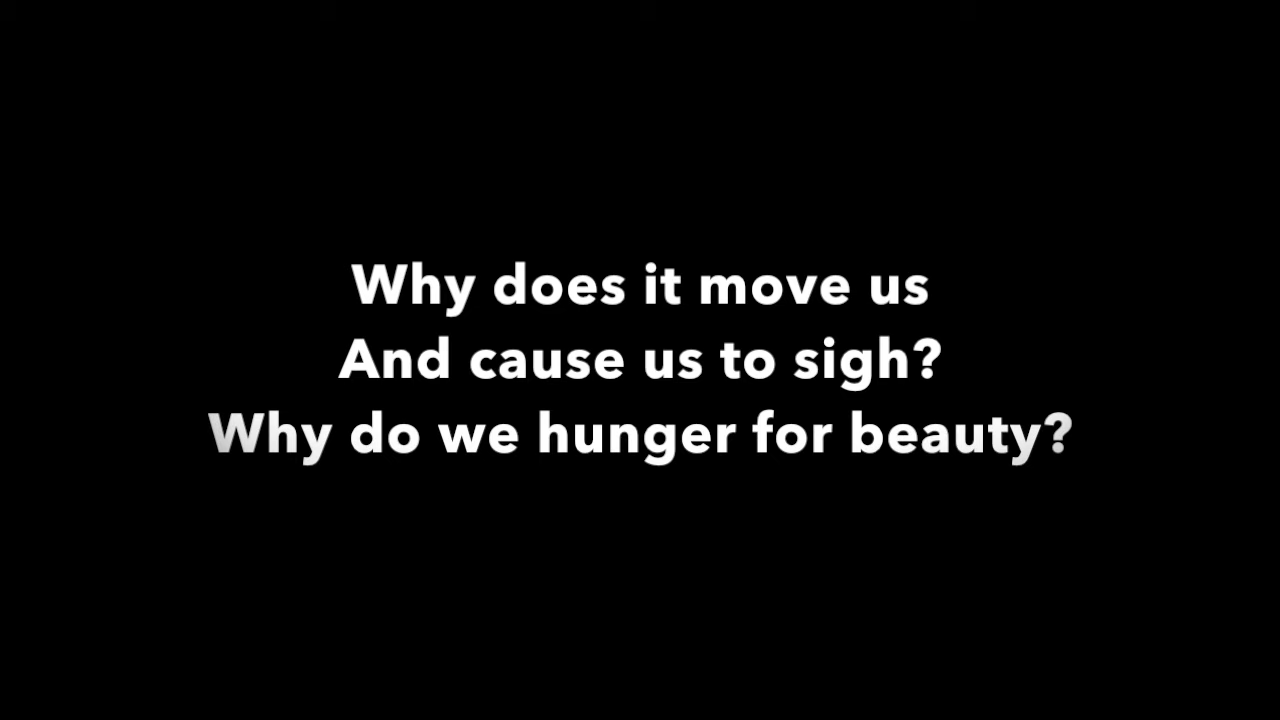 Why does it move us
And cause us to sigh?
Why do we hunger for beauty?